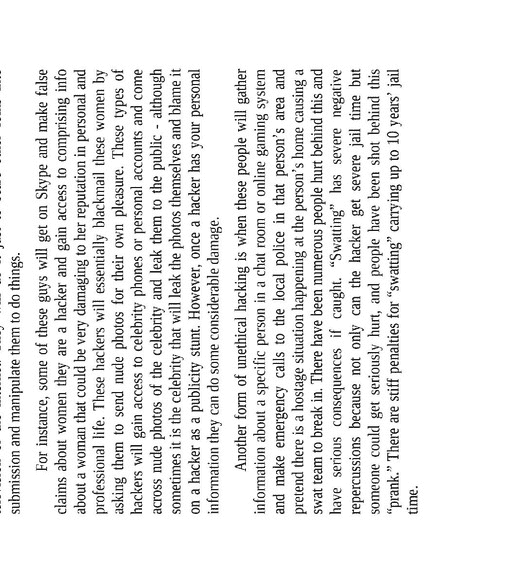 submission and manipulate them to do things.
For instance, some of these guys will get on Skype and make false
claims about women they are a hacker and gain access to comprising info
about a woman that could be very damaging to her reputation in personal and
professional life. These hackers will essentially blackmail these women by
asking them to send nude photos for their own pleasure. These types of
hackers will gain access to celebrity phones or personal accounts and come
across nude photos of the celebrity and leak them to the public - although
sometimes it is the celebrity that will leak the photos themselves and blame it
on a hacker as a publicity stunt. However, once a hacker has your personal
information they can do some considerable damage.
Another form of unethical hacking is when these people will gather
information about a specific person in a chat room or online gaming system
and make emergency calls to the local police in that person's area and
pretend there is a hostage situation happening at the person's home causing a
swat team to break in. There have been numerous people hurt behind this and
have serious consequences if caught. “Swatting” has severe negative
repercussions because not only can the hacker get severe jail time but
someone could get seriously hurt, and people have been shot behind this
“prank.” There are stiff penalties for “swatting” carrying up to 10 years’ jail
time.